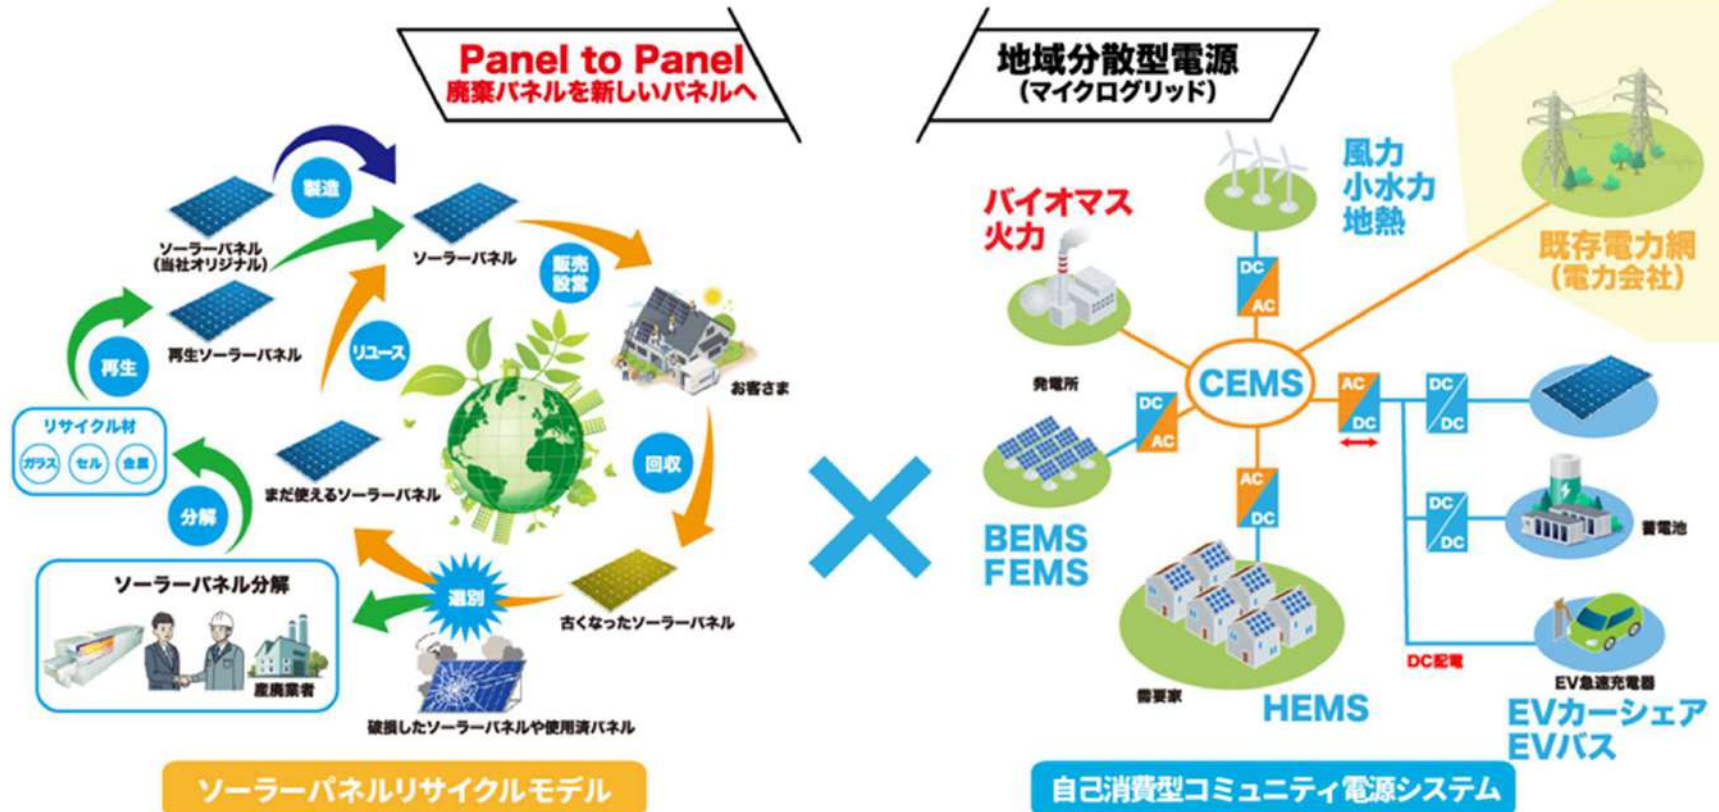 Panel to Panel
廃棄パネルを新しいパネルへ
製造
ソーラーパネル
(当社オリジナル)
ソーラーパネル
販売
設営
再生ソーラーパネル
再生
リユース
お客さま
リサイクル材
ガラス
セル
金属
まだ使えるソーラーパネル
回収
分解
ソーラーパネル分解
産廃業者
選別
古くなったソーラーパネル
破損したソーラーパネルや使用済パネル
ソーラーパネルリサイクルモデル
地域分散型電源
(マイクログリッド)
風力
小水力
地熱
バイオマス
火力
既存電力網
(電力会社)
DC
AC
発電所
CEMS
DC
AC
AC
DC
DC
DC
AC
DC
DC
DC
BEMS
FEMS
蓄電池
DC配電
EV急速充電器
需要家
HEMS
EVカーシェア
EVバス
自己消費型コミュニティ電源システム